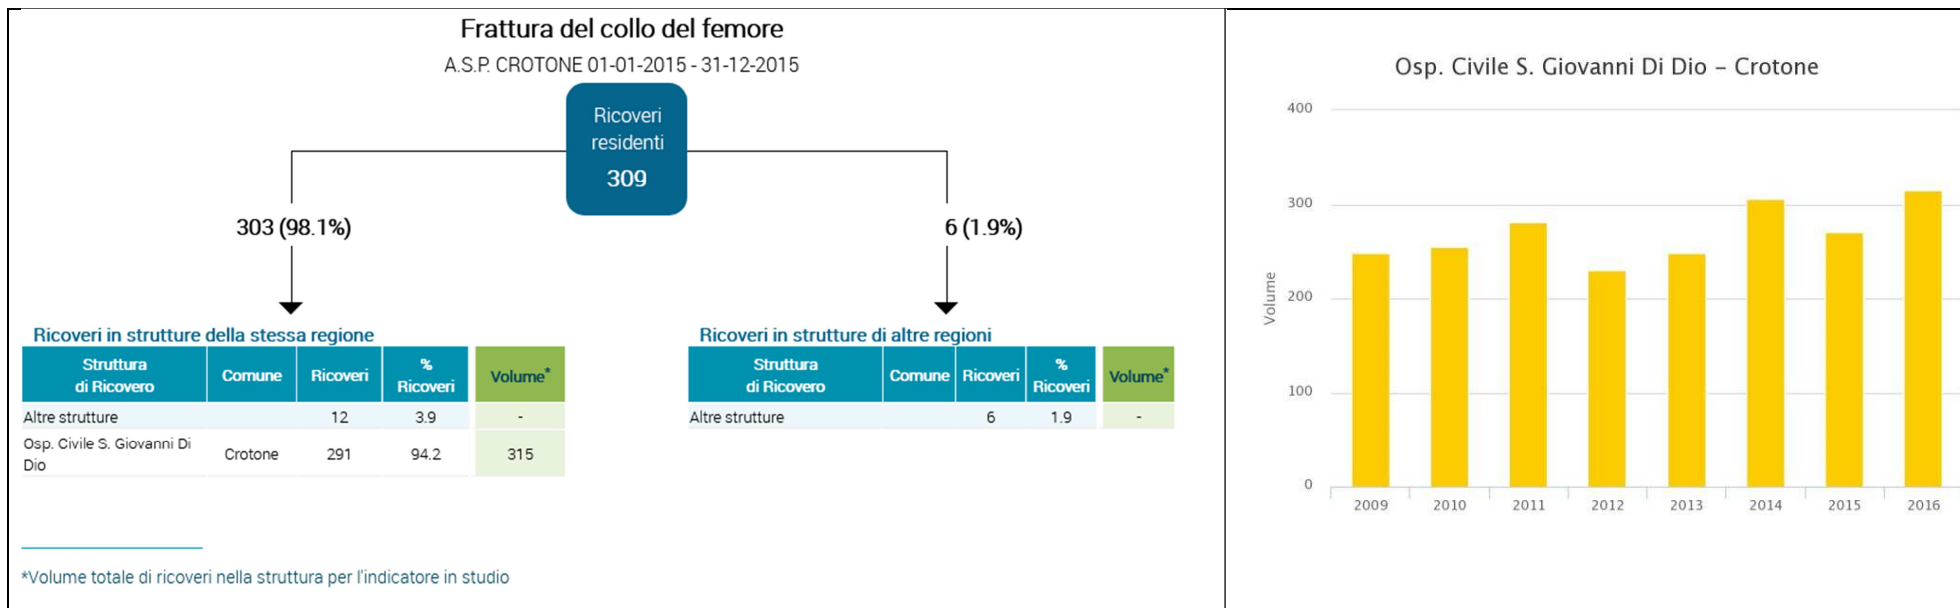 Frattura del collo del femore
A.S.P. CROTONE 01-01-2015 - 31-12-2015
Ricoveri
residenti
309
303 (98.1%)
6 (1.9%)
Ricoveri in strutture della stessa regione
Struttura
di Ricovero
Comune
Ricoveri
%
Ricoveri
Volume*
Altre strutture 12 3.9 -
Osp. Civile S. Giovanni Di
Dio
Crotone 291 94.2 315
Ricoveri in strutture di altre regioni
Struttura
di Ricovero
Comune
Ricoveri
%
Ricoveri
Volume*
Altre strutture 6 1.9 -
*Volume totale di ricoveri nella struttura per l'indicatore in studio
Osp. Civile S. Giovanni Di Dio – Crotone
Volume
400
300
200
100
0
2009 2010 2011 2012 2013 2014 2015 2016